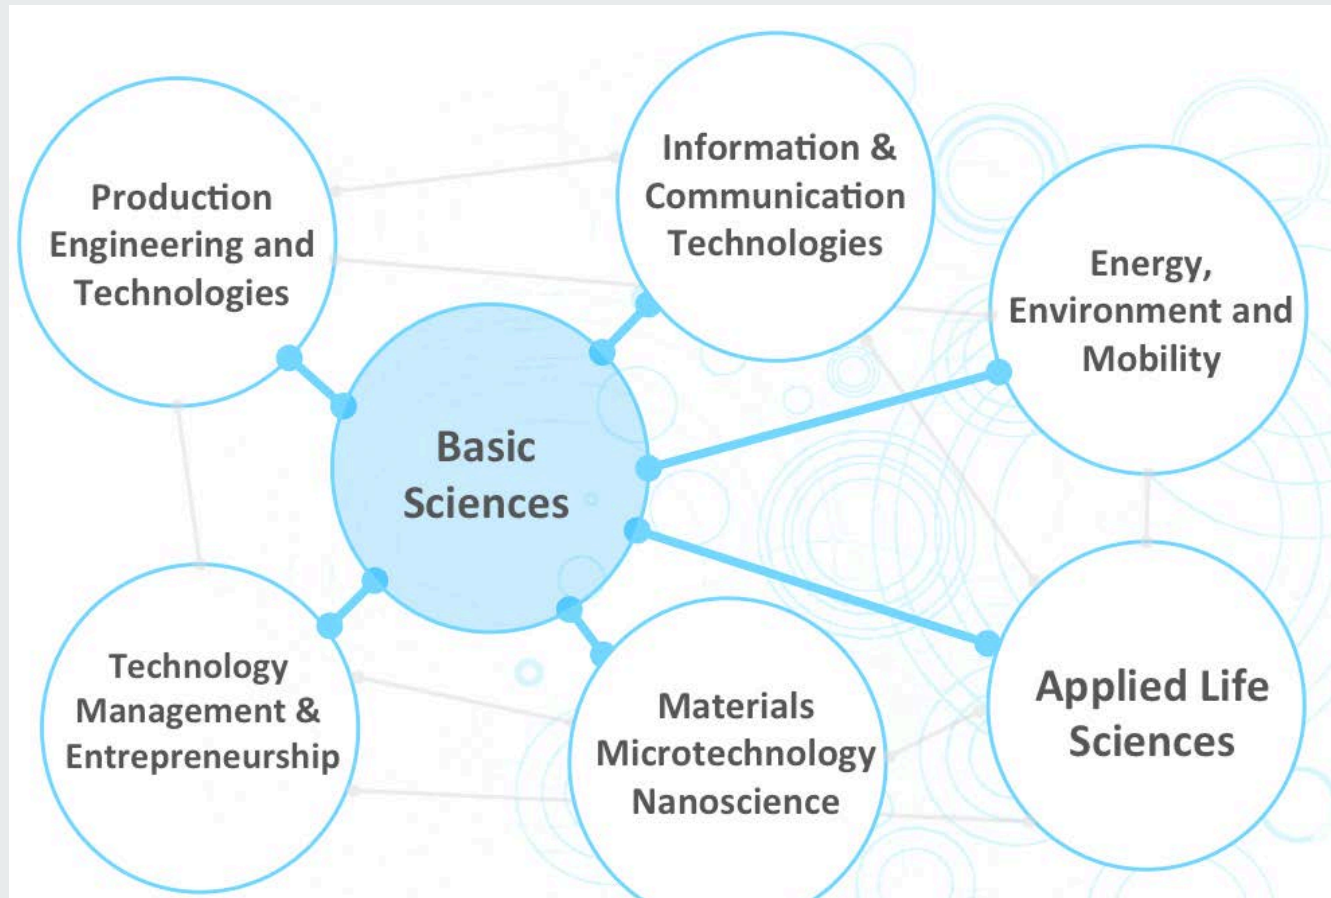 Production
Engineering and
Technologies
Information &
Communication
Technologies
Energy,
Environment and
Mobility
Basic
Sciences
Technology
Management &
Entrepreneurship
Materials
Microtechnology
Nanoscience
Applied Life
Sciences